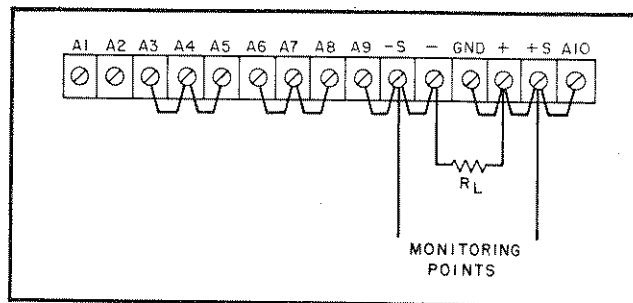 A1 A2 A3 A4 A5 A6 A7 A8 A9 -S - GND + +S A10
RL
MONITORING
POINTS